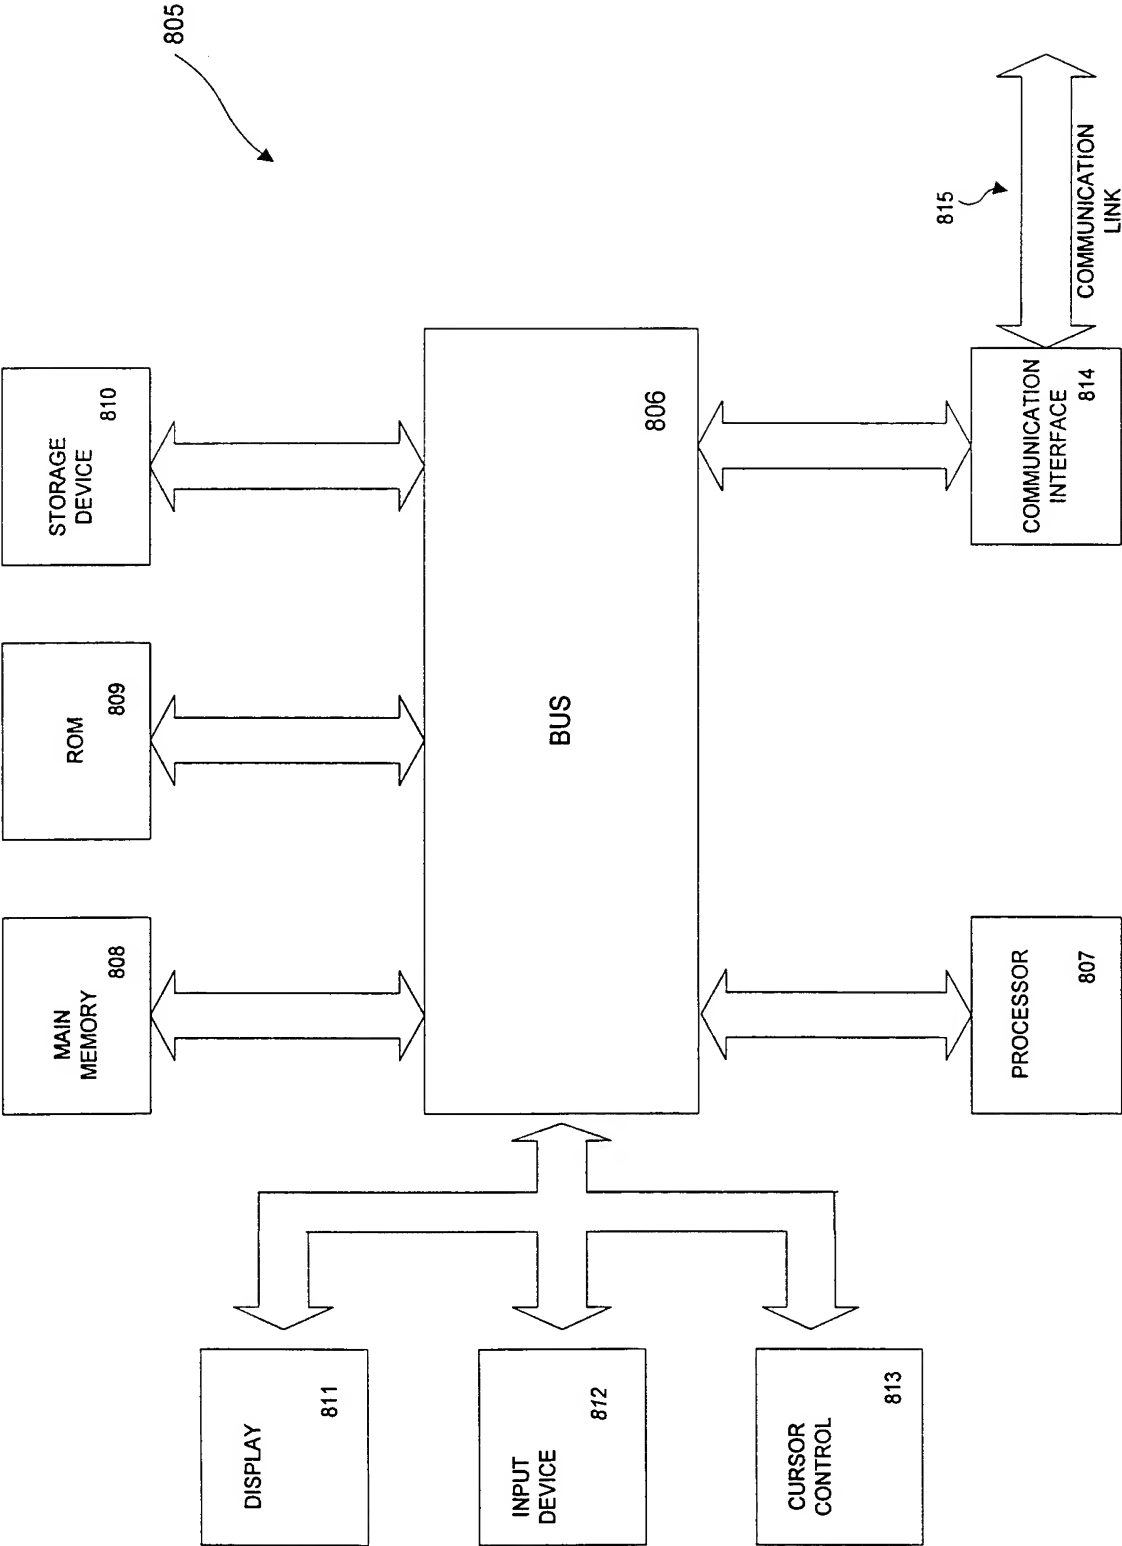 805
MAIN
MEMORY
808
ROM
809
STORAGE
DEVICE
810
DISPLAY
811
INPUT
DEVICE
812
CURSOR
CONTROL
813
BUS
806
PROCESSOR
807
COMMUNICATION
INTERFACE
814
815
COMMUNICATION
LINK